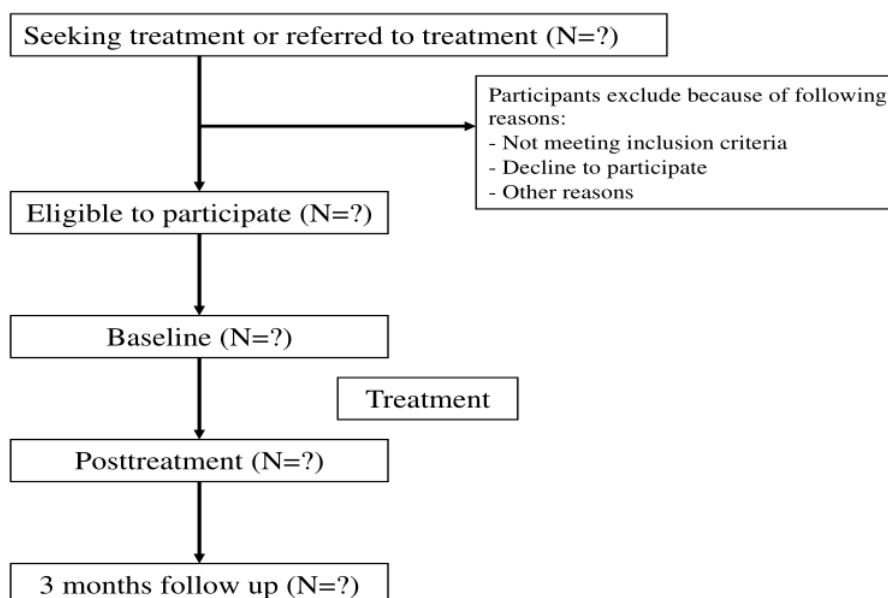 Seeking treatment or referred to treatment (N=?)
Participants exclude because of following
reasons:
- Not meeting inclusion criteria
- Decline to participate
- Other reasons
Eligible to participate (N=?)
Baseline (N=?)
Treatment
Posttreatment (N=?)
3 months follow up (N=?)